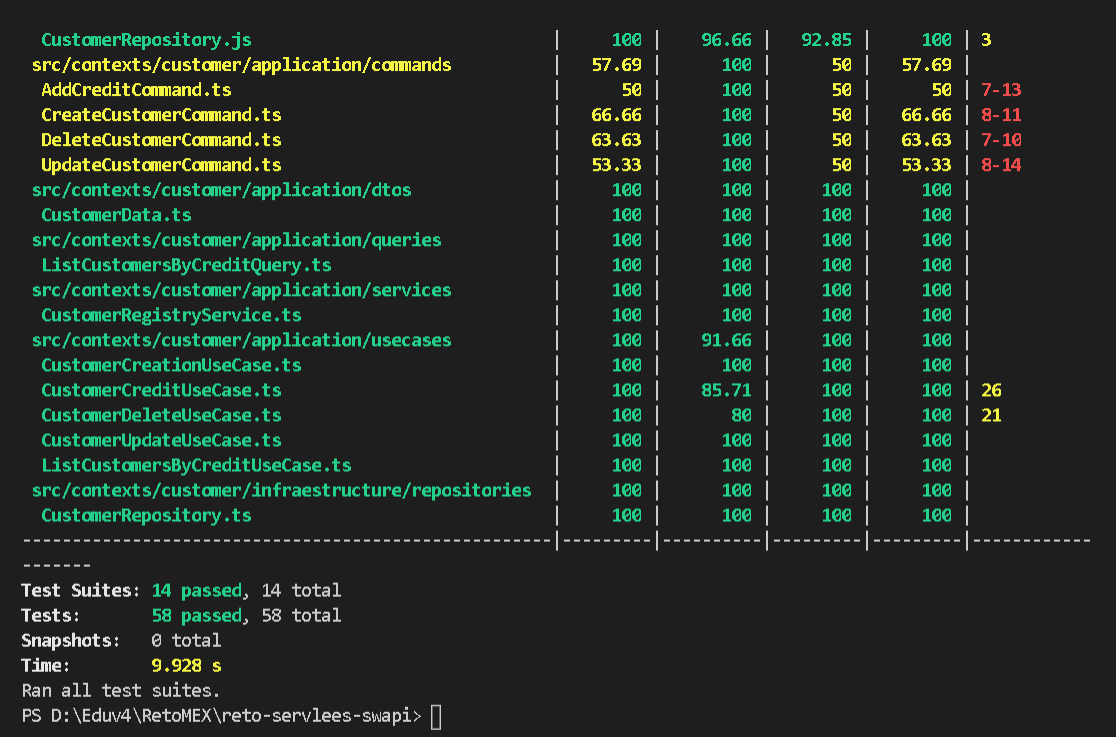 CustomerRepository.js | 100 | 96.66 | 92.85 | 100 | 3
src/contexts/customer/application/commands | 57.69 | 100 | 50 | 57.69 |
AddCreditCommand.ts | 50 | 100 | 50 | 50 | 7-13
CreateCustomerCommand.ts | 66.66 | 100 | 50 | 66.66 | 8-11
DeleteCustomerCommand.ts | 63.63 | 100 | 50 | 63.63 | 7-10
UpdateCustomerCommand.ts | 53.33 | 100 | 50 | 53.33 | 8-14
src/contexts/customer/application/dtos | 100 | 100 | 100 | 100 |
CustomerData.ts | 100 | 100 | 100 | 100 |
src/contexts/customer/application/queries | 100 | 100 | 100 | 100 |
ListCustomersByCreditQuery.ts | 100 | 100 | 100 | 100 |
src/contexts/customer/application/services | 100 | 100 | 100 | 100 |
CustomerRegistryService.ts | 100 | 100 | 100 | 100 |
src/contexts/customer/application/usecases | 100 | 91.66 | 100 | 100 |
CustomerCreationUseCase.ts | 100 | 100 | 100 | 100 |
CustomerCreditUseCase.ts | 100 | 85.71 | 100 | 100 | 26
CustomerDeleteUseCase.ts | 100 | 80 | 100 | 100 | 21
CustomerUpdateUseCase.ts | 100 | 100 | 100 | 100 |
ListCustomersByCreditUseCase.ts | 100 | 100 | 100 | 100 |
src/contexts/customer/infraestructure/repositories | 100 | 100 | 100 | 100 |
CustomerRepository.ts | 100 | 100 | 100 | 100 |
-----------------------------------------------------|---------|----------|---------|---------|------------
-------
Test Suites: 14 passed, 14 total
Tests: 58 passed, 58 total
Snapshots: 0 total
Time: 9.928 s
Ran all test suites.
PS D:\Eduv4\RetoMEX\reto-servlees-swapi>